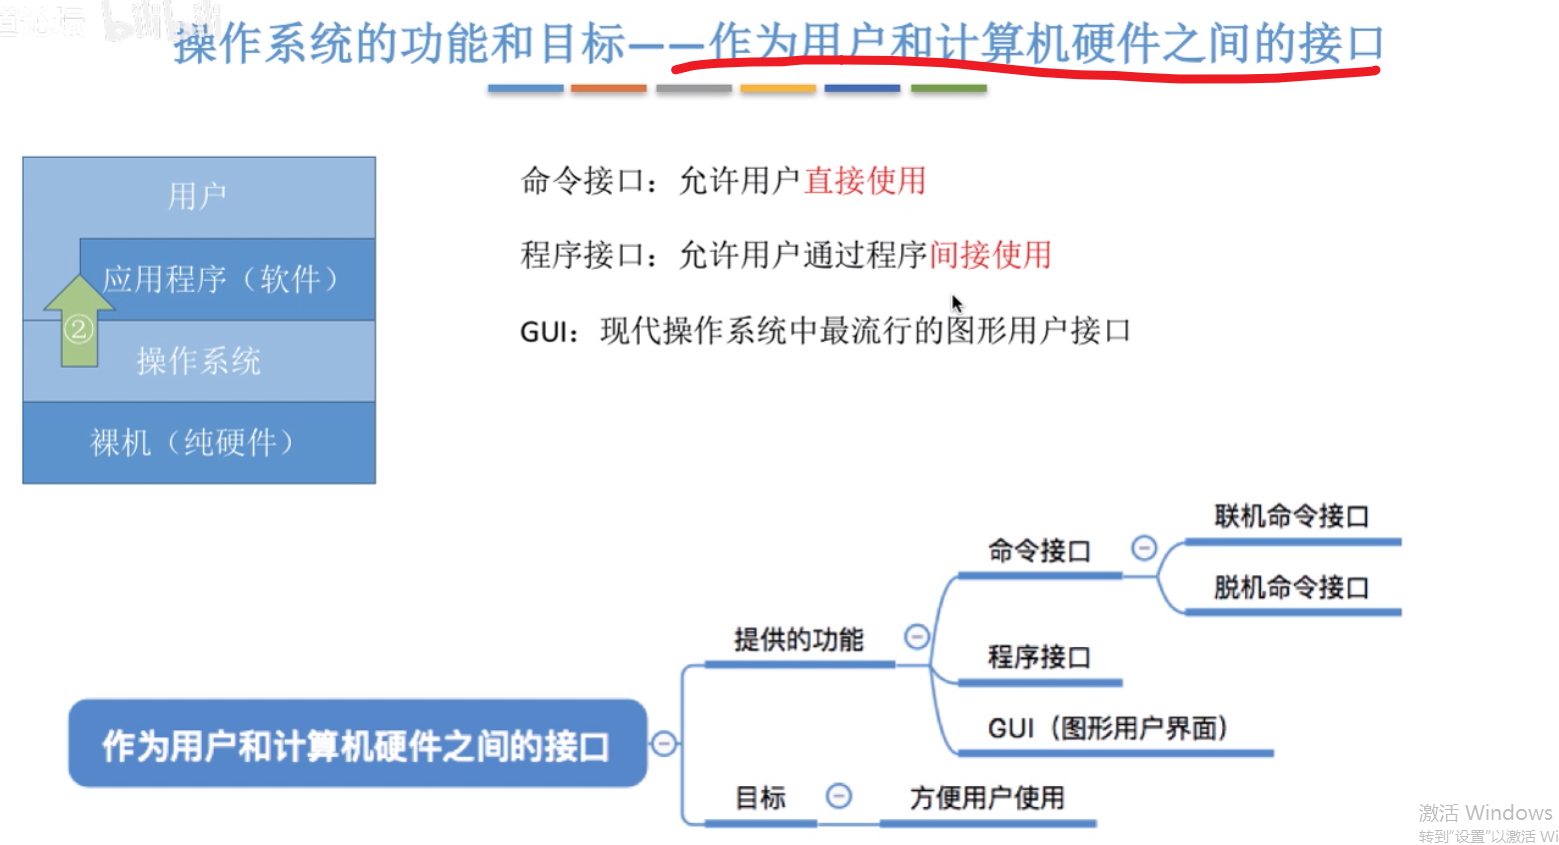 道论坛 bilibili
操作系统的功能和目标——作为用户和计算机硬件之间的接口
用户
应用程序（软件）
②
操作系统
裸机（纯硬件）
命令接口：允许用户直接使用
程序接口：允许用户通过程序间接使用
GUI：现代操作系统中最流行的图形用户接口
作为用户和计算机硬件之间的接口
提供的功能
命令接口
联机命令接口
脱机命令接口
程序接口
GUI（图形用户界面）
目标
方便用户使用
激活 Windows
转到“设置”以激活 Wi